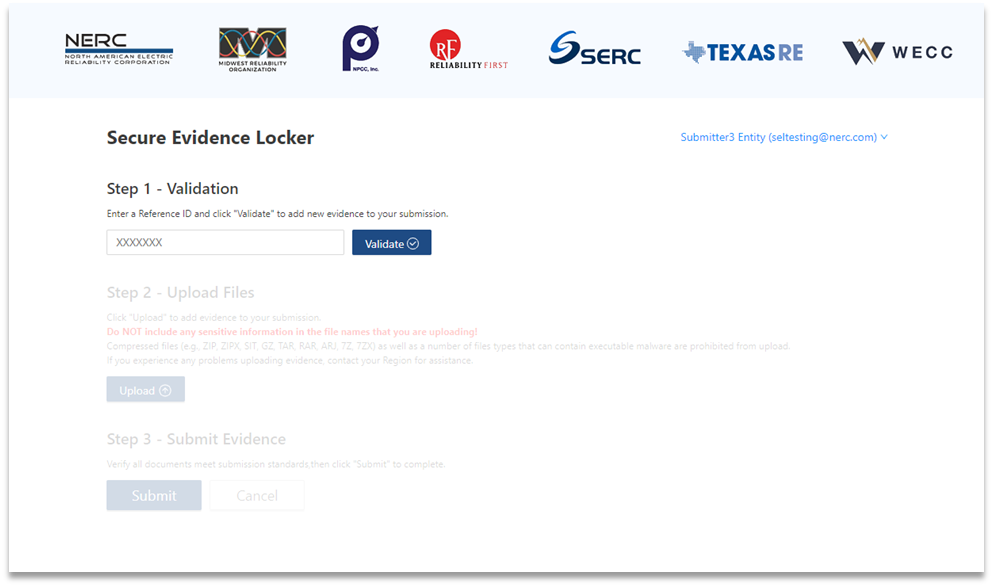 NERC
NORTH AMERICAN ELECTRIC
RELIABILITY CORPORATION
MIDWEST RELIABILITY
ORGANIZATION
NPCC, Inc.
RF
RELIABILITY FIRST
SERC
TEXAS RE
WECC
Secure Evidence Locker
Submitter3 Entity (seltesting@nerc.com)
Step 1 - Validation
Enter a Reference ID and click "Validate" to add new evidence to your submission.
XXXXXXX
Validate
Step 2 - Upload Files
Click "Upload" to add evidence to your submission.
Do NOT include any sensitive information in the file names that you are uploading!
Compressed files (e.g., ZIP, ZIPX, SIT, GZ, TAR, RAR, ARJ, 7Z, TZX) as well as a number of files types that can contain executable malware are prohibited from upload.
If you experience any problems uploading evidence, contact your Region for assistance.
Upload
Step 3 - Submit Evidence
Verify all documents meet submission standards,then click "Submit" to complete.
Submit
Cancel